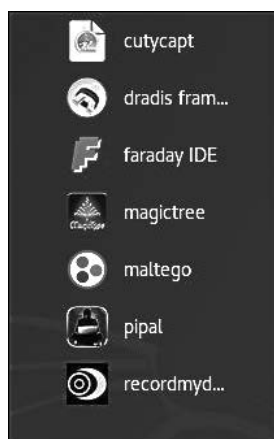 cutycapt
dradis fram...
faraday IDE
magictree
maltego
pipal
recordmyd...